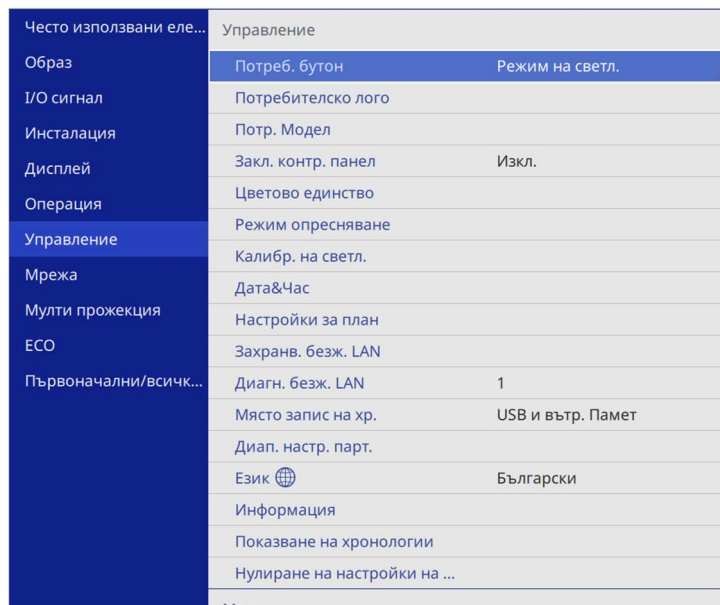 Често използвани еле...
Образ
I/O сигнал
Инсталация
Дисплей
Операция
Управление
Мрежа
Мулти прожекция
ECO
Първоначални/всичк...
Управление
Потреб. бутон Режим на светл.
Потребителско лого
Потр. Модел
Закл. контр. панел Изкл.
Цветово единство
Режим опресняване
Калибр. на светл.
Дата&Час
Настройки за план
Захранв. безж. LAN
Диагн. безж. LAN 1
Място запис на хр. USB и вътр. Памет
Диап. настр. парт.
Език Български
Информация
Показване на хронологии
Нулиране на настройки на ...